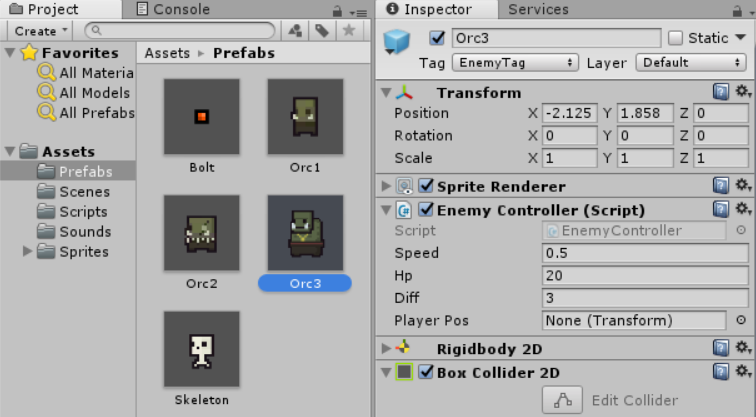 Project
Console
Create
Favorites
All Materia
All Models
All Prefabs
Assets
Prefabs
Scenes
Scripts
Sounds
Sprites
Assets ▸ Prefabs
Bolt
Orc1
Orc2
Orc3
Skeleton
Inspector
Services
Orc3
Static
Tag EnemyTag Layer Default
Transform
Position X -2.125 Y 1.858 Z 0
Rotation X 0 Y 0 Z 0
Scale X 1 Y 1 Z 1
Sprite Renderer
Enemy Controller (Script)
Script EnemyController
Speed 0.5
Hp 20
Diff 3
Player Pos None (Transform)
Rigidbody 2D
Box Collider 2D
Edit Collider